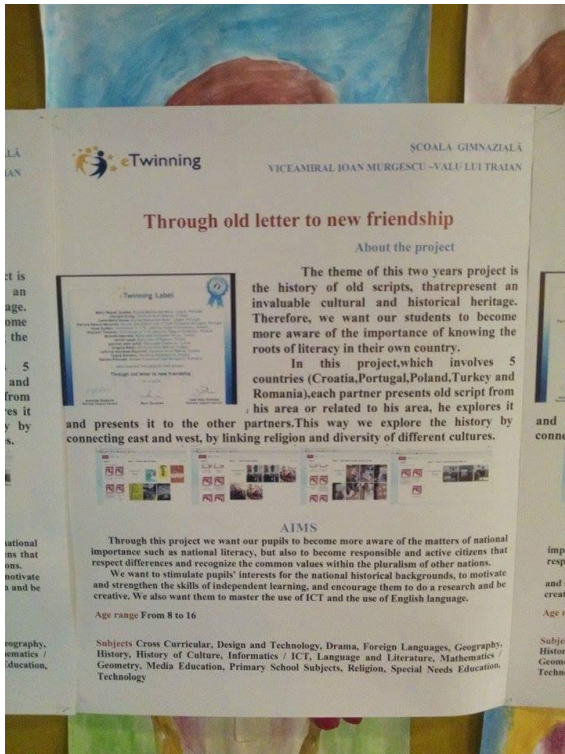 eTwinning
ȘCOALA GIMNAZIALĂ
VICEAMIRAL IOAN MURGESCU –VALU LUI TRAIAN
Through old letter to new friendship
About the project
eTwinning Label
Through old letter to new friendship
The theme of this two years project is
the history of old scripts, thatrepresent an
invaluable cultural and historical heritage.
Therefore, we want our students to become
more aware of the importance of knowing the
roots of literacy in their own country.
In this project,which involves 5
countries (Croatia,Portugal,Poland,Turkey and
Romania),each partner presents old script from
his area or related to his area, he explores it
and presents it to the other partners.This way we explore the history by
connecting east and west, by linking religion and diversity of different cultures.
AIMS
Through this project we want our pupils to become more aware of the matters of national
importance such as national literacy, but also to become responsible and active citizens that
respect differences and recognize the common values within the pluralism of other nations.
We want to stimulate pupils' interests for the national historical backgrounds, to motivate
and strengthen the skills of independent learning, and encourage them to do a research and be
creative. We also want them to master the use of ICT and the use of English language.
Age range From 8 to 16
Subjects Cross Curricular, Design and Technology, Drama, Foreign Languages, Geography,
History, History of Culture, Informatics / ICT, Language and Literature, Mathematics /
Geometry, Media Education, Primary School Subjects, Religion, Special Needs Education,
Technology